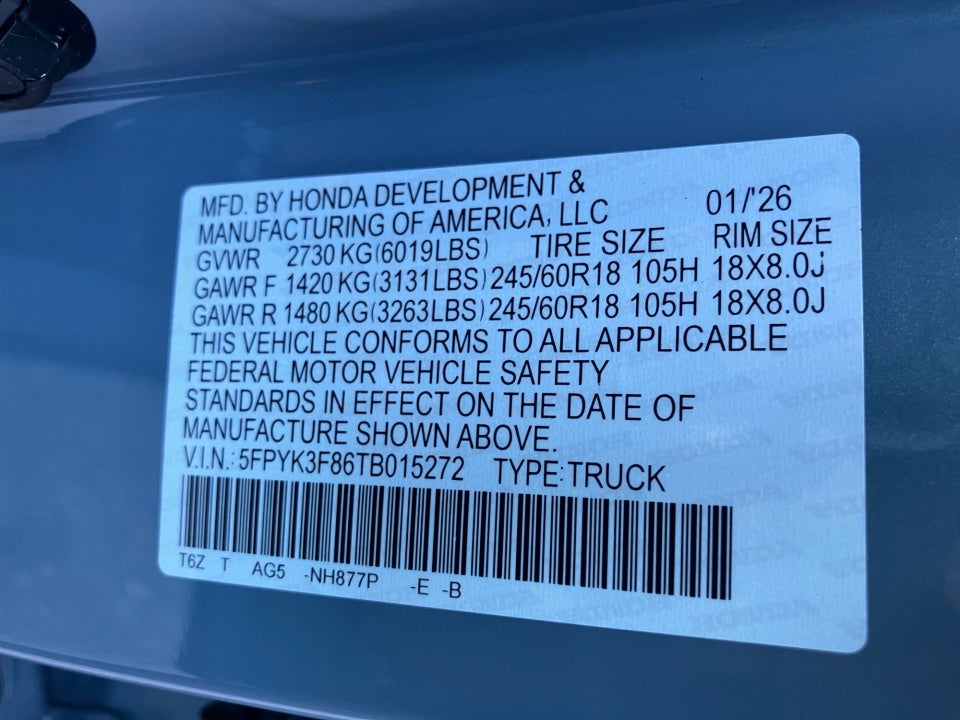 MFD. BY HONDA DEVELOPMENT &
MANUFACTURING OF AMERICA, LLC 01/'26
GVWR 2730 KG(6019LBS) TIRE SIZE RIM SIZE
GAWR F 1420 KG(3131LBS) 245/60R18 105H 18X8.0J
GAWR R 1480 KG(3263LBS) 245/60R18 105H 18X8.0J
THIS VEHICLE CONFORMS TO ALL APPLICABLE
FEDERAL MOTOR VEHICLE SAFETY
STANDARDS IN EFFECT ON THE DATE OF
MANUFACTURE SHOWN ABOVE.
V.I.N.: 5FPYK3F86TB015272 TYPE:TRUCK
T6Z T AG5 -NH877P -E -B